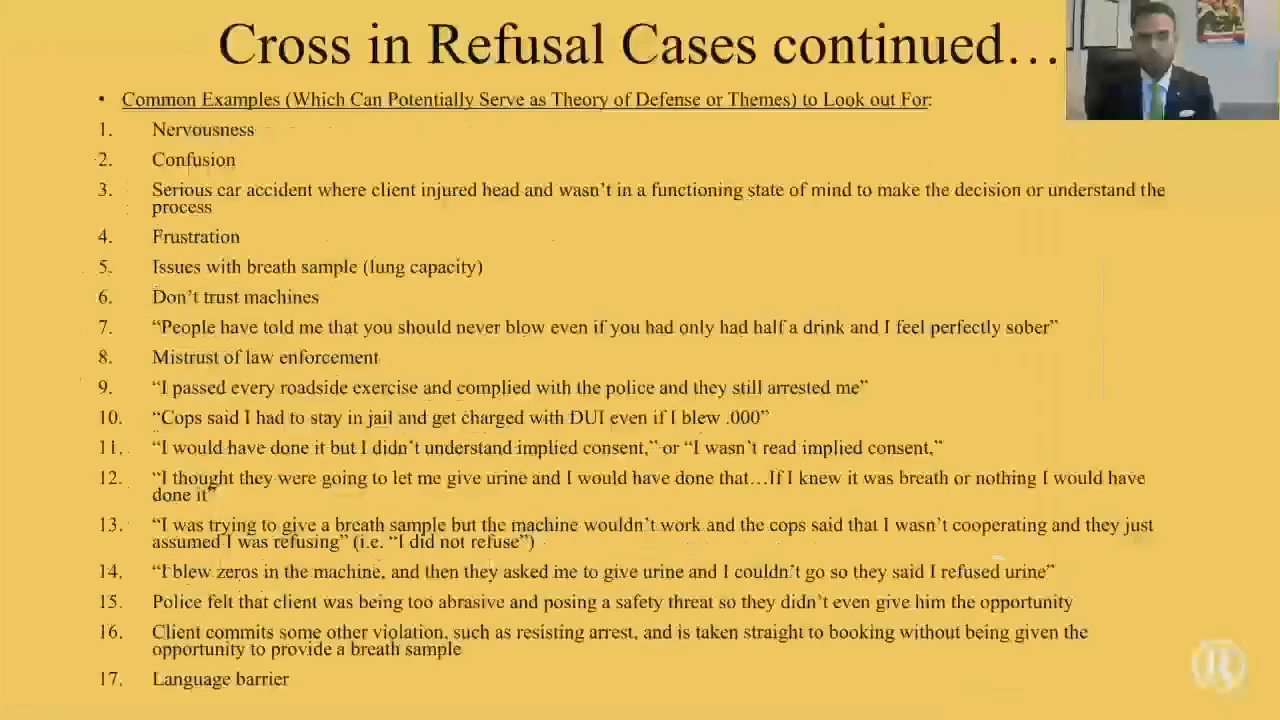 Cross in Refusal Cases continued…
• Common Examples (Which Can Potentially Serve as Theory of Defense or Themes) to Look out For:
1. Nervousness
2. Confusion
3. Serious car accident where client injured head and wasn’t in a functioning state of mind to make the decision or understand the
process
4. Frustration
5. Issues with breath sample (lung capacity)
6. Don’t trust machines
7. “People have told me that you should never blow even if you had only had half a drink and I feel perfectly sober”
8. Mistrust of law enforcement
9. “I passed every roadside exercise and complied with the police and they still arrested me”
10. “Cops said I had to stay in jail and get charged with DUI even if I blew .000”
11. “I would have done it but I didn’t understand implied consent,” or “I wasn’t read implied consent,”
12. “I thought they were going to let me give urine and I would have done that…If I knew it was breath or nothing I would have
done it”
13. “I was trying to give a breath sample but the machine wouldn’t work and the cops said that I wasn’t cooperating and they just
assumed I was refusing” (i.e. “I did not refuse”)
14. “I blew zeros in the machine, and then they asked me to give urine and I couldn’t go so they said I refused urine”
15. Police felt that client was being too abrasive and posing a safety threat so they didn’t even give him the opportunity
16. Client commits some other violation, such as resisting arrest, and is taken straight to booking without being given the
opportunity to provide a breath sample
17. Language barrier